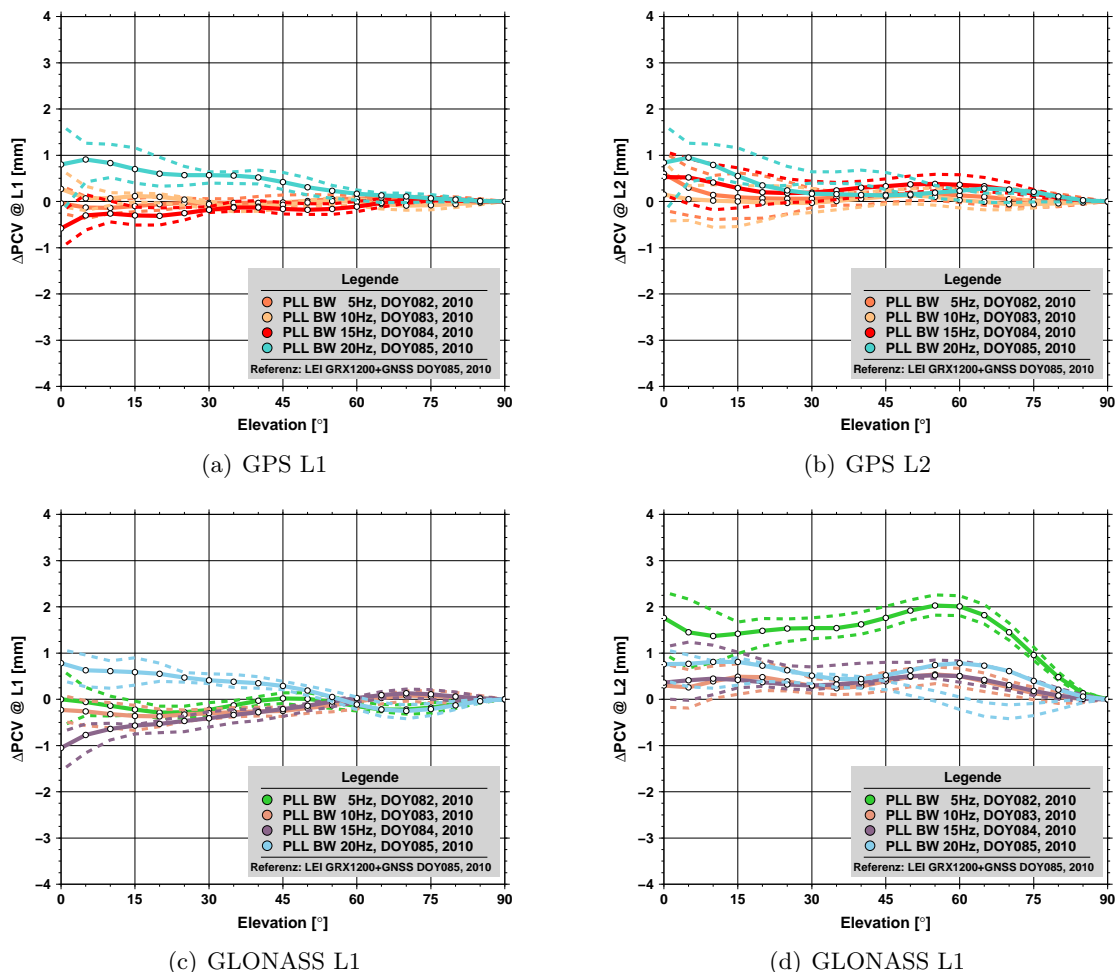 4
3
2
1
0
−1
−2
−3
−4
ΔPCV @ L1 [mm]
0 15 30 45 60 75 90
Elevation [°]
Legende
PLL BW 5Hz, DOY082, 2010
PLL BW 10Hz, DOY083, 2010
PLL BW 15Hz, DOY084, 2010
PLL BW 20Hz, DOY085, 2010
Referenz: LEI GRX1200+GNSS DOY085, 2010
(a) GPS L1
4
3
2
1
0
−1
−2
−3
−4
ΔPCV @ L2 [mm]
0 15 30 45 60 75 90
Elevation [°]
Legende
PLL BW 5Hz, DOY082, 2010
PLL BW 10Hz, DOY083, 2010
PLL BW 15Hz, DOY084, 2010
PLL BW 20Hz, DOY085, 2010
Referenz: LEI GRX1200+GNSS DOY085, 2010
(b) GPS L2
4
3
2
1
0
−1
−2
−3
−4
ΔPCV @ L1 [mm]
0 15 30 45 60 75 90
Elevation [°]
Legende
PLL BW 5Hz, DOY082, 2010
PLL BW 10Hz, DOY083, 2010
PLL BW 15Hz, DOY084, 2010
PLL BW 20Hz, DOY085, 2010
Referenz: LEI GRX1200+GNSS DOY085, 2010
(c) GLONASS L1
4
3
2
1
0
−1
−2
−3
−4
ΔPCV @ L2 [mm]
0 15 30 45 60 75 90
Elevation [°]
Legende
PLL BW 5Hz, DOY082, 2010
PLL BW 10Hz, DOY083, 2010
PLL BW 15Hz, DOY084, 2010
PLL BW 20Hz, DOY085, 2010
Referenz: LEI GRX1200+GNSS DOY085, 2010
(d) GLONASS L1